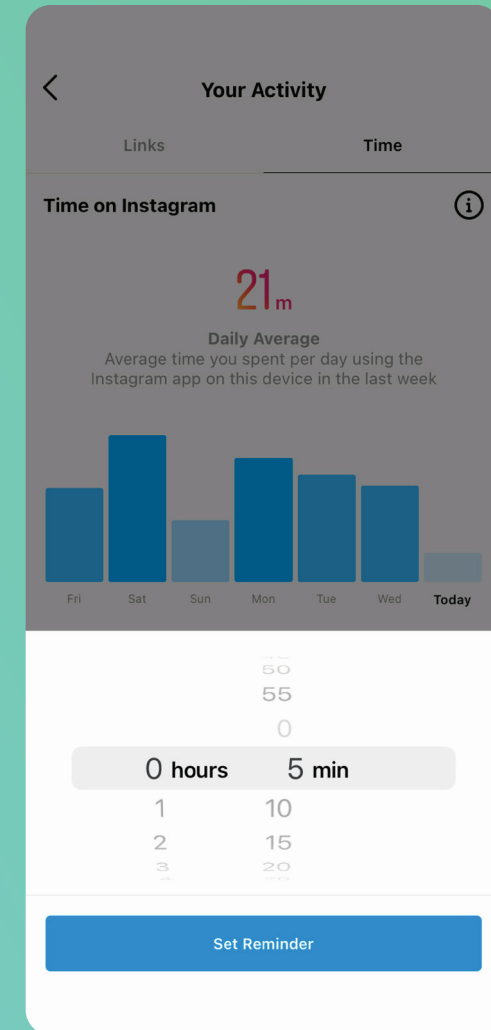 Your Activity
Links Time
Time on Instagram
21m
Daily Average
Average time you spent per day using the
Instagram app on this device in the last week
Fri Sat Sun Mon Tue Wed Today
50
55
0
0 hours 5 min
1 10
2 15
3 20
Set Reminder